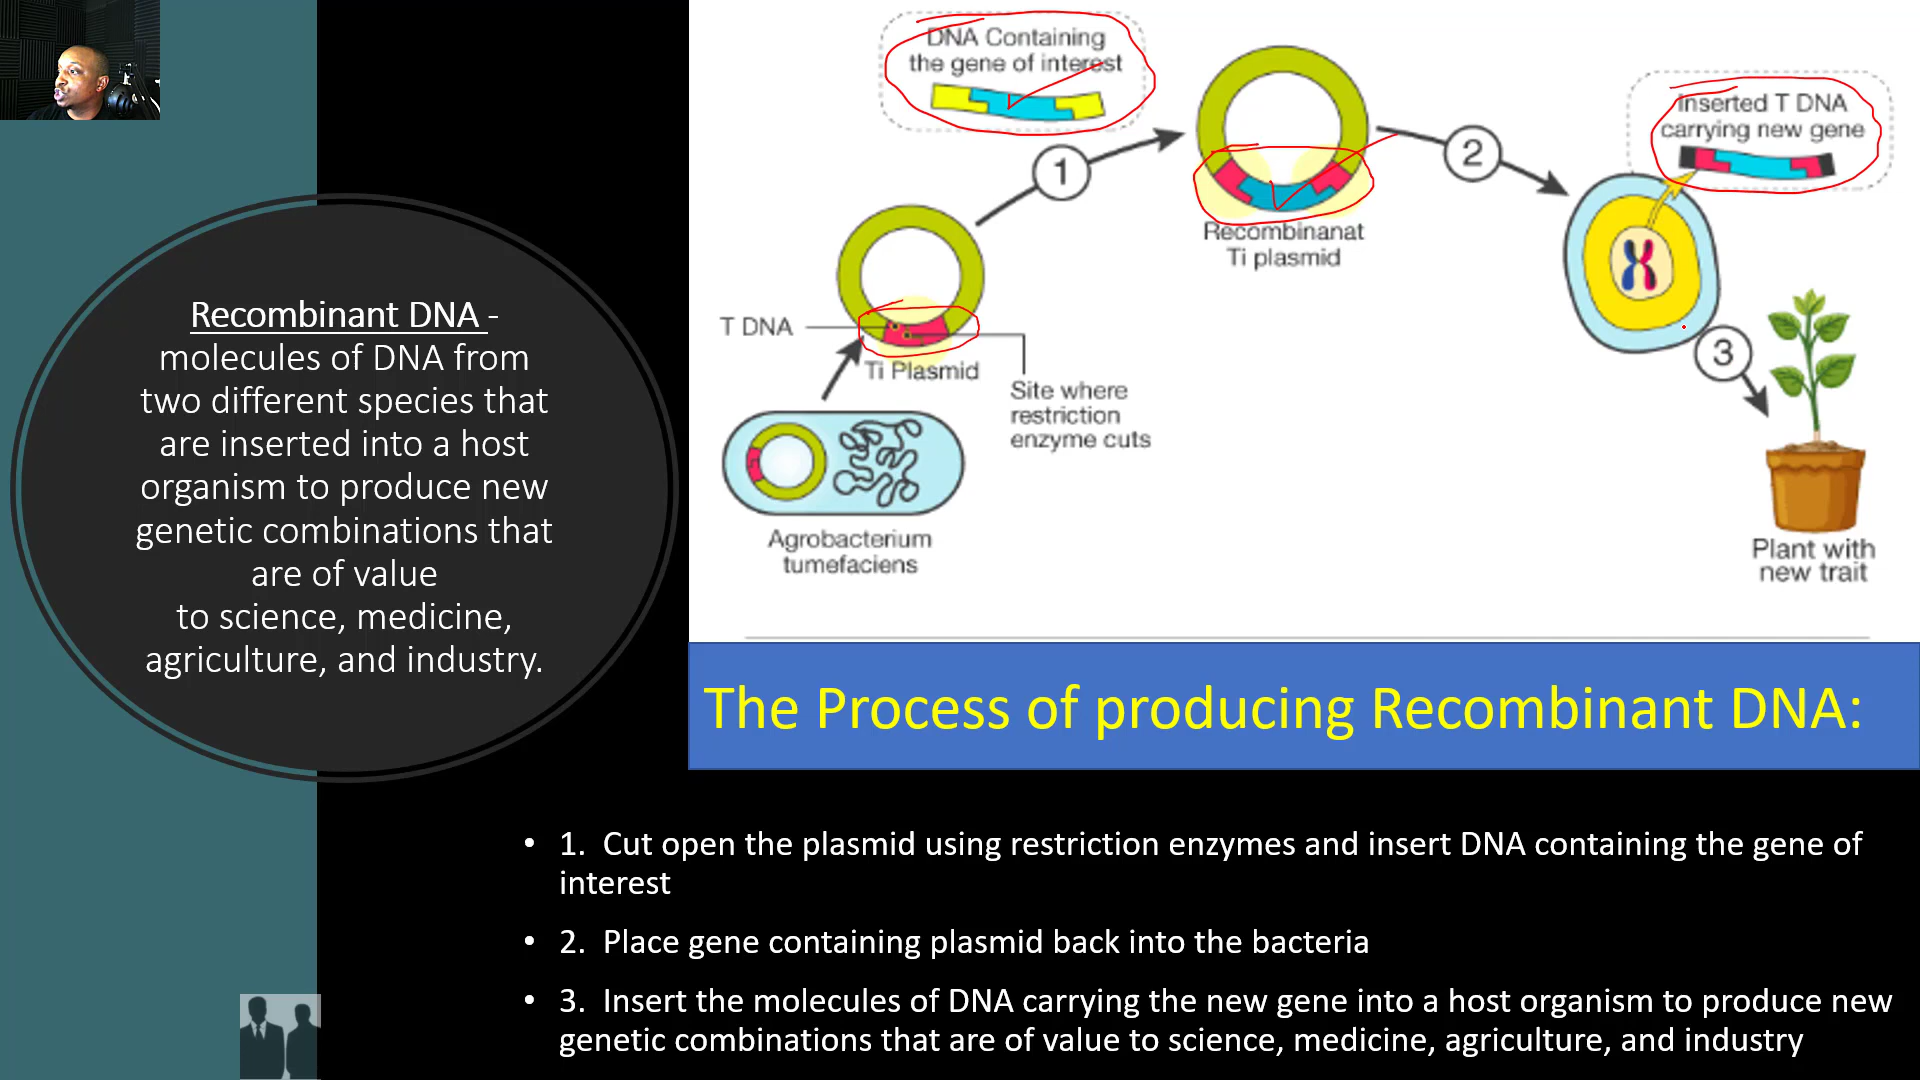 Recombinant DNA -
molecules of DNA from
two different species that
are inserted into a host
organism to produce new
genetic combinations that
are of value
to science, medicine,
agriculture, and industry.
DNA Containing
the gene of interest
1
Recombinanat
Ti plasmid
2
Inserted T DNA
carrying new gene
3
T DNA
Ti Plasmid
Site where
restriction
enzyme cuts
Agrobacterium
tumefaciens
Plant with
new trait
The Process of producing Recombinant DNA:
• 1. Cut open the plasmid using restriction enzymes and insert DNA containing the gene of
interest
• 2. Place gene containing plasmid back into the bacteria
• 3. Insert the molecules of DNA carrying the new gene into a host organism to produce new
genetic combinations that are of value to science, medicine, agriculture, and industry